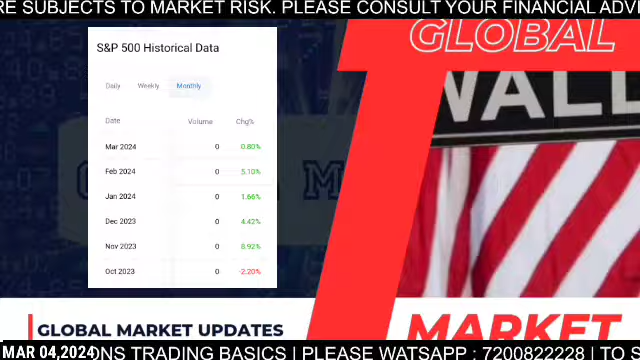 RE SUBJECTS TO MARKET RISK. PLEASE CONSULT YOUR FINANCIAL ADVI
GLOBAL
S&P 500 Historical Data
Daily Weekly Monthly
Date Volume Chg%
Mar 2024 0 0.80%
Feb 2024 0 5.10%
Jan 2024 0 1.66%
Dec 2023 0 4.42%
Nov 2023 0 8.92%
Oct 2023 0 -2.20%
WALL
GLOBAL MARKET UPDATES
MARKET
MAR 04,2024 ONS TRADING BASICS | PLEASE WATSAPP : 7200822228 | TO S